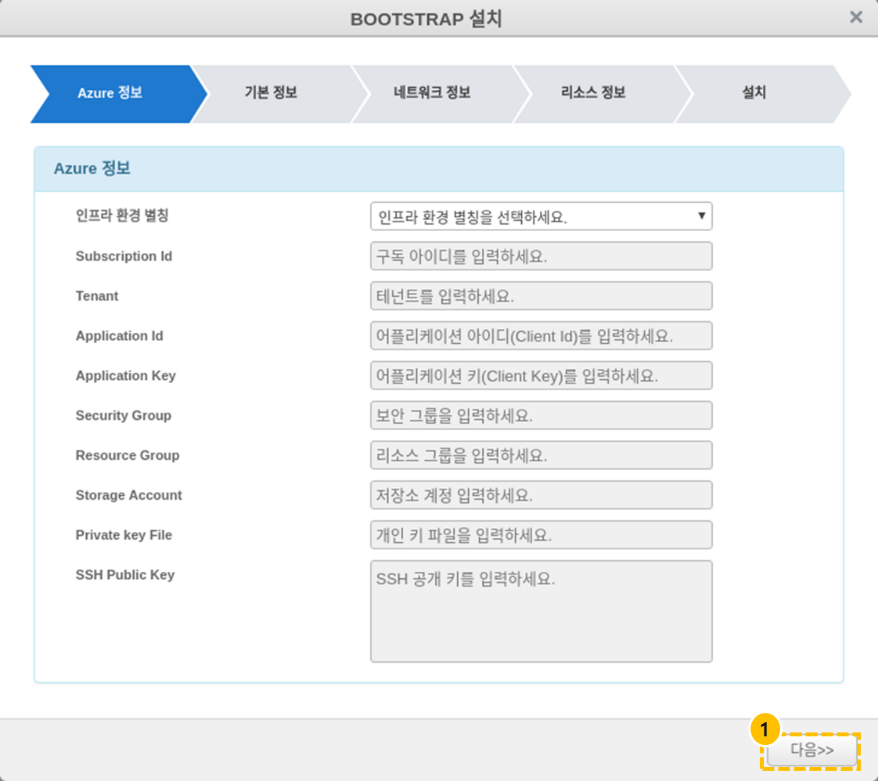 BOOTSTRAP 설치
Azure 정보
기본 정보
네트워크 정보
리소스 정보
설치
Azure 정보
인프라 환경 별칭
인프라 환경 별칭을 선택하세요.
Subscription Id
구독 아이디를 입력하세요.
Tenant
테넌트를 입력하세요.
Application Id
어플리케이션 아이디(Client Id)를 입력하세요.
Application Key
어플리케이션 키(Client Key)를 입력하세요.
Security Group
보안 그룹을 입력하세요.
Resource Group
리소스 그룹을 입력하세요.
Storage Account
저장소 계정 입력하세요.
Private key File
개인 키 파일을 입력하세요.
SSH Public Key
SSH 공개 키를 입력하세요.
1
다음>>